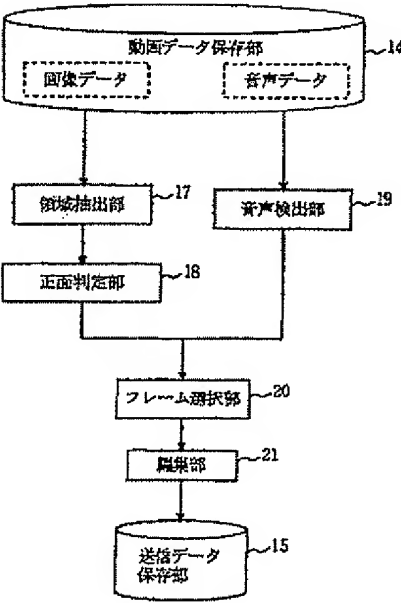 動画データ保存部
14
画像データ
音声データ
領域抽出部
17
音声検出部
19
正面判定部
18
フレーム選択部
20
編集部
21
送信データ
保存部
15